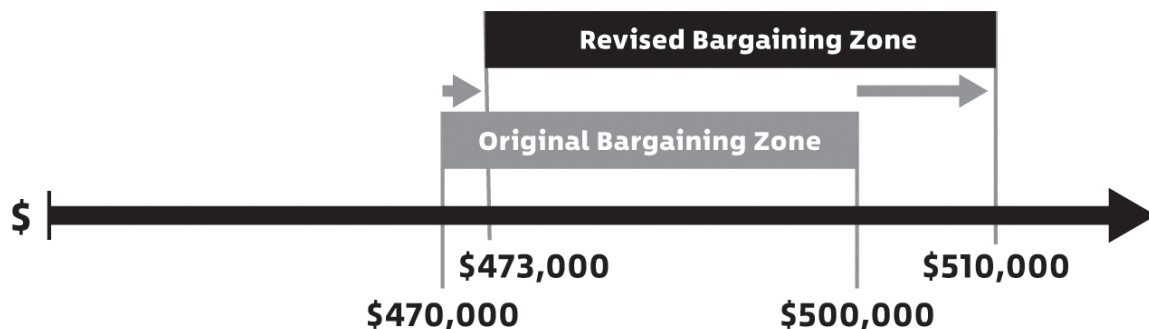 Revised Bargaining Zone
Original Bargaining Zone
$
$473,000
$510,000
$470,000
$500,000